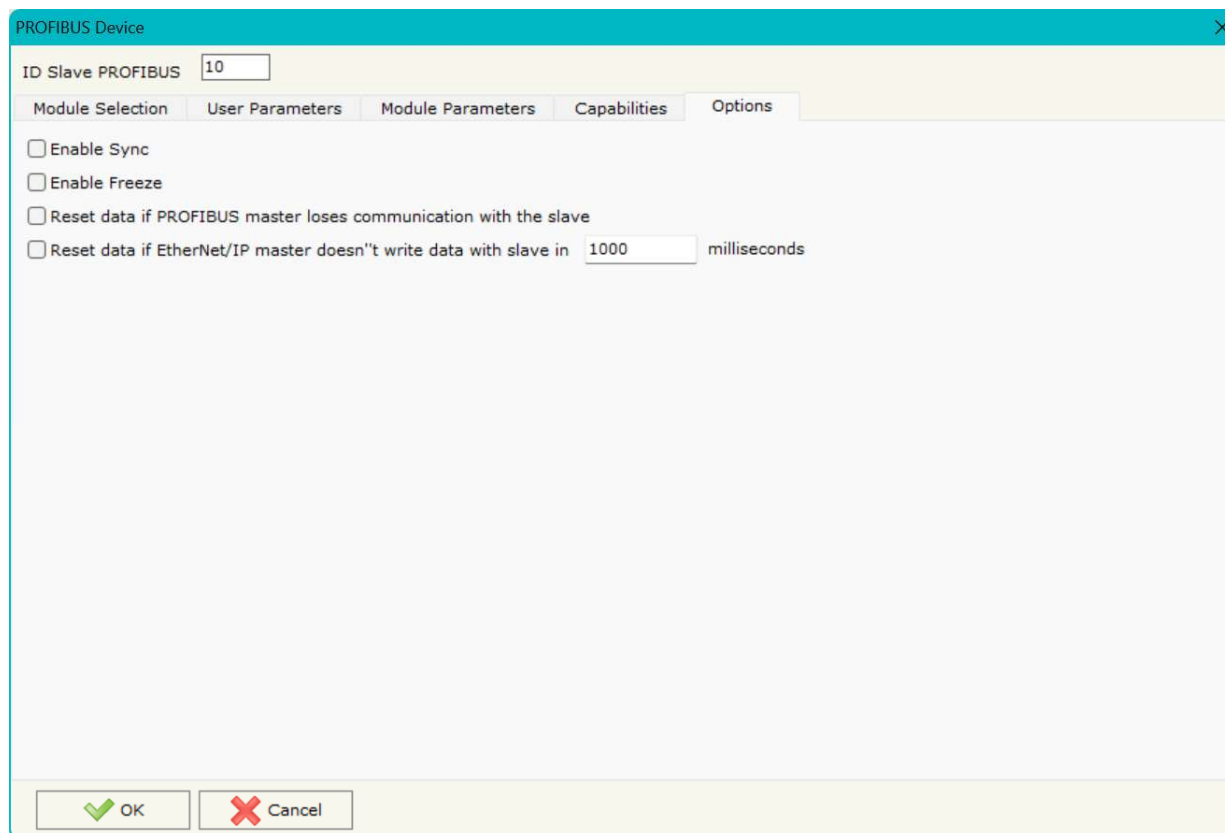 PROFIBUS Device
ID Slave PROFIBUS 10
Module Selection User Parameters Module Parameters Capabilities Options
Enable Sync
Enable Freeze
Reset data if PROFIBUS master loses communication with the slave
Reset data if EtherNet/IP master doesn''t write data with slave in 1000 milliseconds
OK Cancel